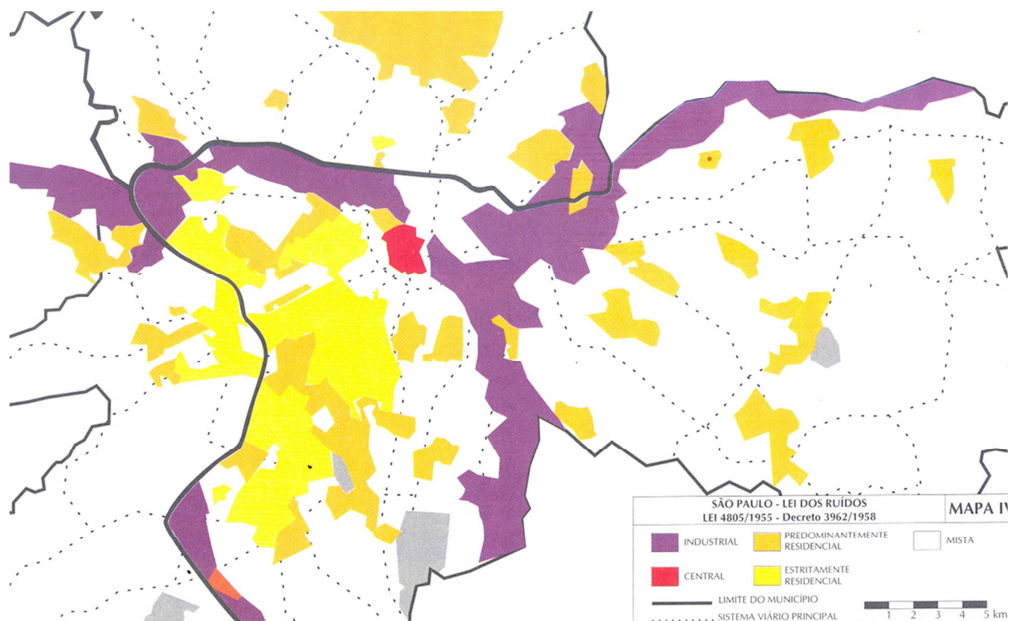 SÃO PAULO - LEI DOS RUÍDOS
LEI 4805/1955 - Decreto 3962/1958
MAPA IV
INDUSTRIAL
PREDOMINANTEMENTE
RESIDENCIAL
MISTA
CENTRAL
ESTRITAMENTE
RESIDENCIAL
LIMITE DO MUNICÍPIO
SISTEMA VIÁRIO PRINCIPAL
1 2 3 4 5 km